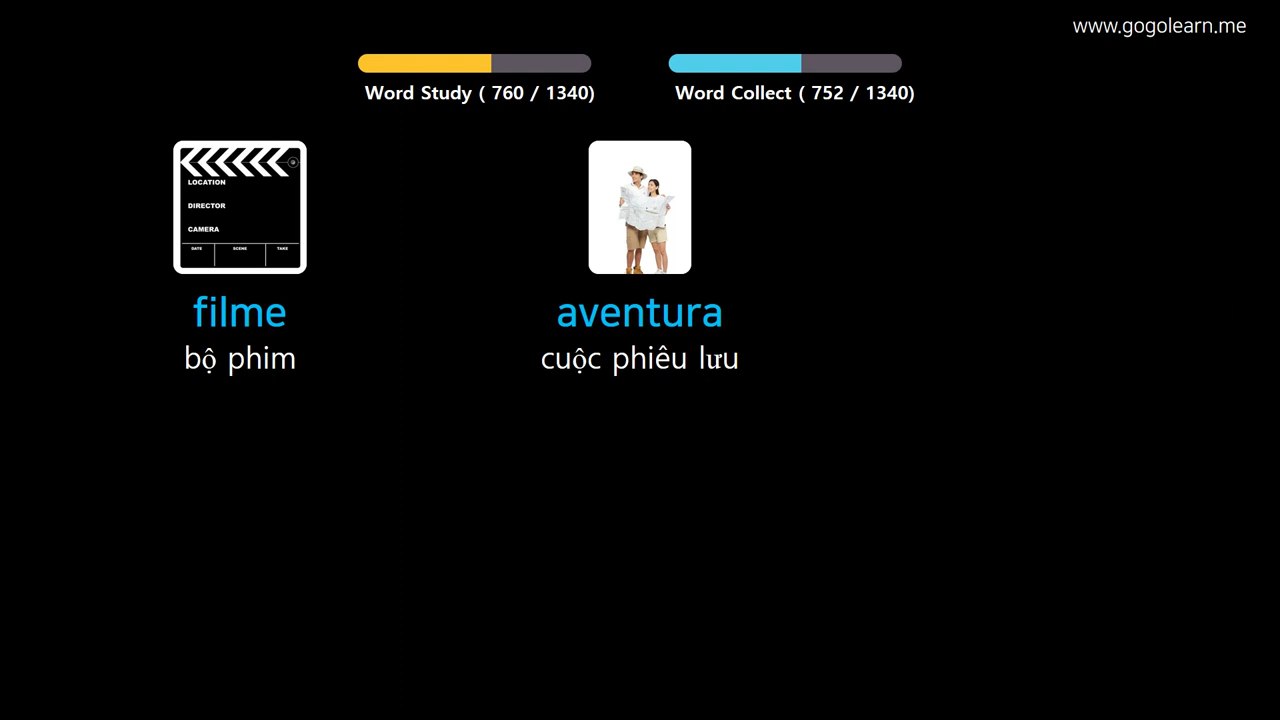 www.gogolearn.me
Word Study ( 760 / 1340)
Word Collect ( 752 / 1340)
LOCATION
DIRECTOR
CAMERA
DATE SCENE TAKE
filme
bộ phim
aventura
cuộc phiêu lưu